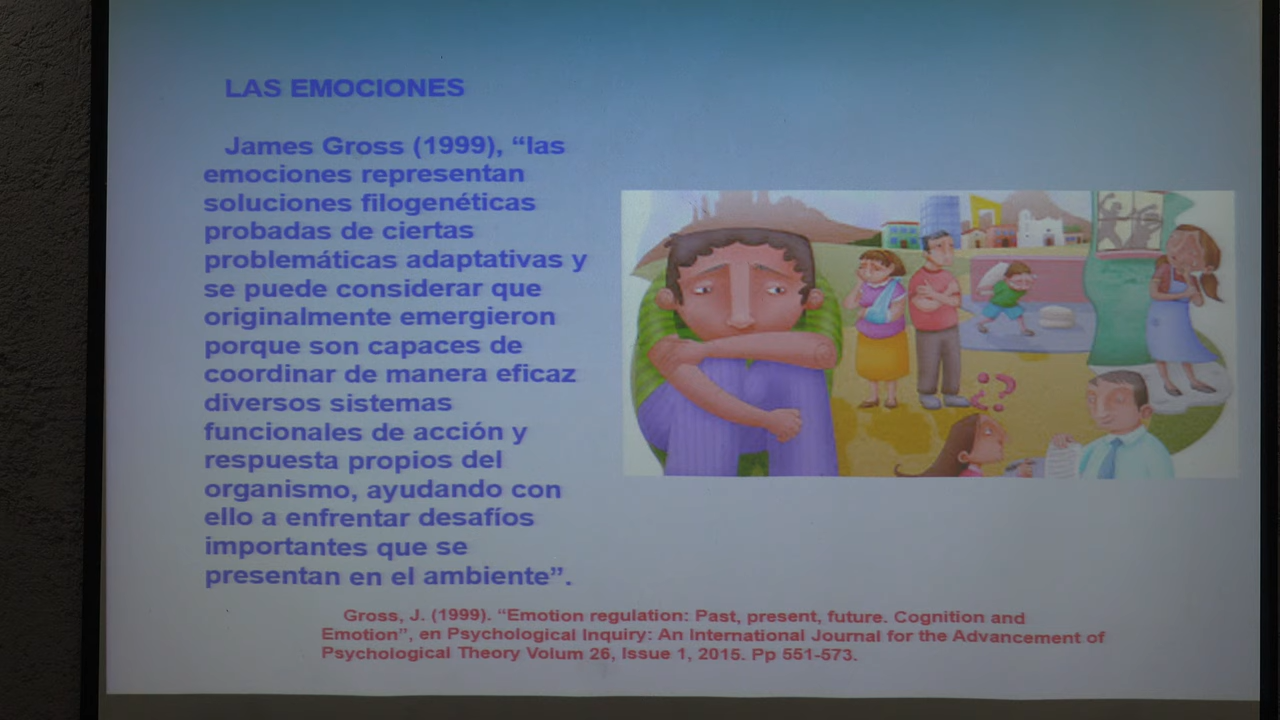 LAS EMOCIONES
James Gross (1999), “las
emociones representan
soluciones filogenéticas
probadas de ciertas
problemáticas adaptativas y
se puede considerar que
originalmente emergieron
porque son capaces de
coordinar de manera eficaz
diversos sistemas
funcionales de acción y
respuesta propios del
organismo, ayudando con
ello a enfrentar desafíos
importantes que se
presentan en el ambiente”.
¿?
Gross, J. (1999). “Emotion regulation: Past, present, future. Cognition and
Emotion”, en Psychological Inquiry: An International Journal for the Advancement of
Psychological Theory Volum 26, Issue 1, 2015. Pp 551-573.